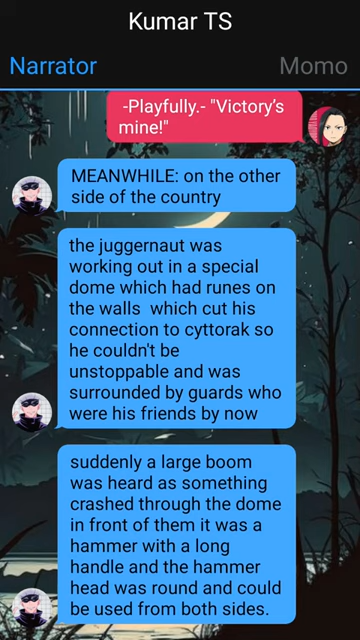 Kumar TS
Narrator
Momo
-Playfully.- "Victory's
mine!"
MEANWHILE: on the other
side of the country
the juggernaut was
working out in a special
dome which had runes on
the walls  which cut his
connection to cyttorak so
he couldn't be
unstoppable and was
surrounded by guards who
were his friends by now
suddenly a large boom
was heard as something
crashed through the dome
in front of them it was a
hammer with a long
handle and the hammer
head was round and could
be used from both sides.